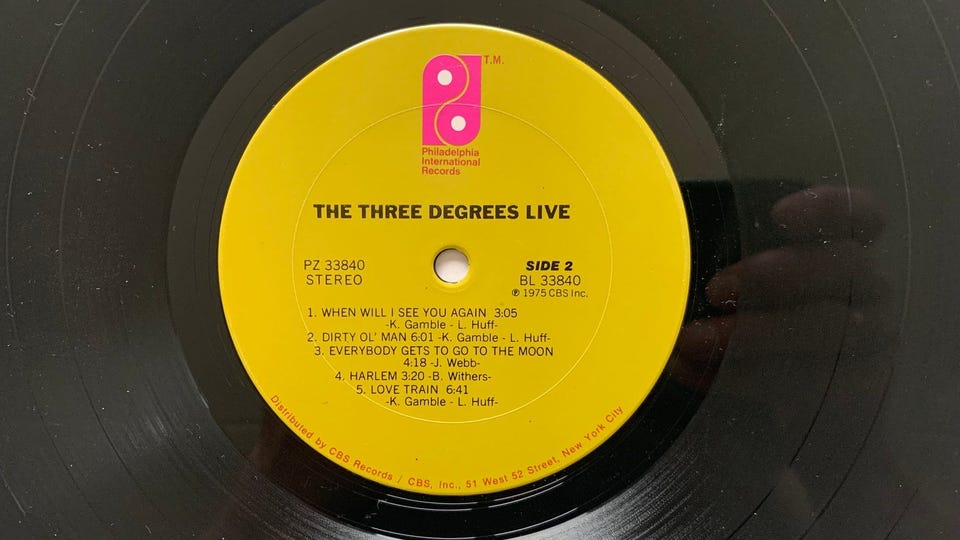 T.M.
Philadelphia
International
Records
THE THREE DEGREES LIVE
PZ 33840
STEREO
SIDE 2
BL 33840
℗ 1975 CBS Inc.
1. WHEN WILL I SEE YOU AGAIN 3:05
-K. Gamble - L. Huff-
2. DIRTY OL' MAN 6:01 -K. Gamble - L. Huff-
3. EVERYBODY GETS TO GO TO THE MOON
4:18 -J. Webb-
4. HARLEM 3:20 -B. Withers-
5. LOVE TRAIN 6:41
-K. Gamble - L. Huff-
Distributed by CBS Records / CBS, Inc., 51 West 52 Street, New York City